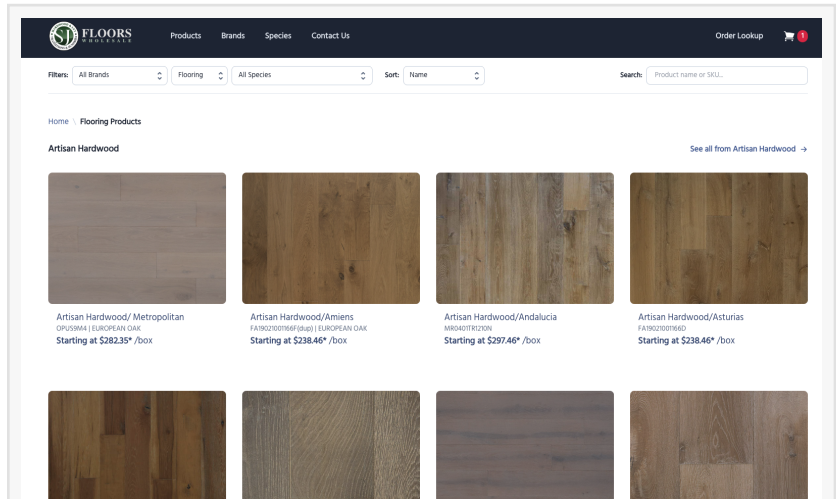 SJ FLOORS
WHOLESALE
Products Brands Species Contact Us Order Lookup 1
Filters: All Brands Flooring All Species Sort: Name Search: Product name or SKU...
Home \ Flooring Products
Artisan Hardwood See all from Artisan Hardwood →
Artisan Hardwood/ Metropolitan
OPUS9M4 | EUROPEAN OAK
Starting at $282.35* /box
Artisan Hardwood/Amiens
FA19021001166F(dup) | EUROPEAN OAK
Starting at $238.46* /box
Artisan Hardwood/Andalucia
MR0401TR1210N
Starting at $297.46* /box
Artisan Hardwood/Asturias
FA19021001166D
Starting at $238.46* /box